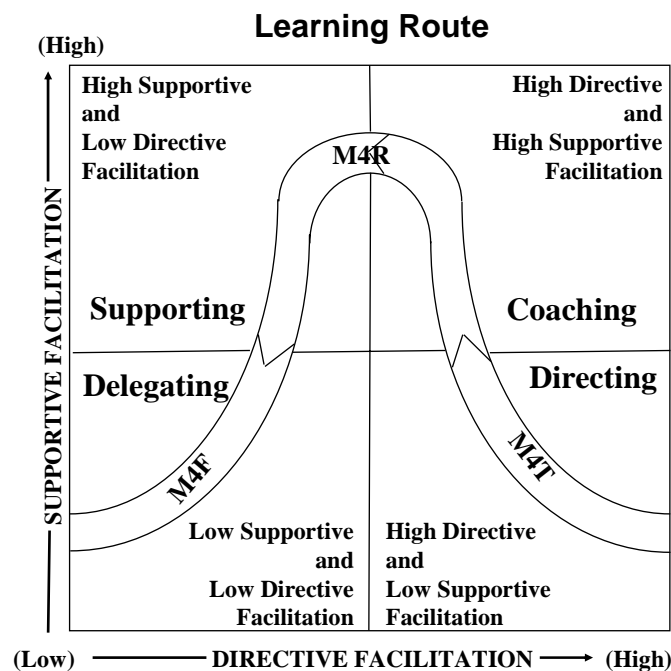 Learning Route
(High)
High Supportive
and
Low Directive
Facilitation
High Directive
and
High Supportive
Facilitation
M4R
SUPPORTIVE FACILITATION
Supporting
Coaching
Delegating
Directing
M4F
M4T
Low Supportive
and
Low Directive
Facilitation
High Directive
and
Low Supportive
Facilitation
(Low)
DIRECTIVE FACILITATION
(High)